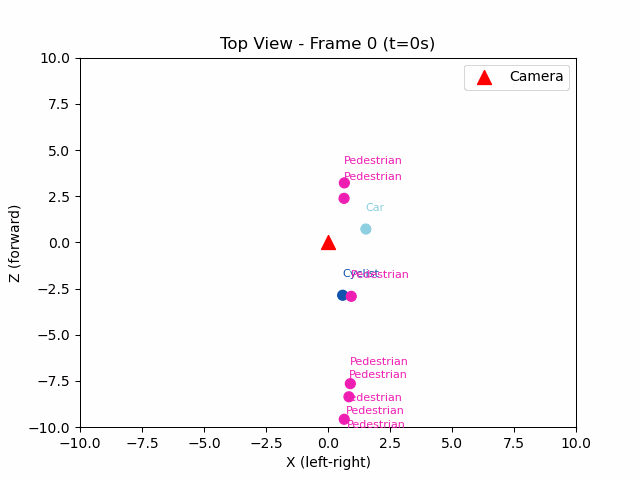 Top View - Frame 0 (t=0s)
Camera
Pedestrian
Pedestrian
Car
Cyclist
Pedestrian
Pedestrian
Pedestrian
Pedestrian
Pedestrian
Pedestrian
Z (forward)
10.0
7.5
5.0
2.5
0.0
−2.5
−5.0
−7.5
−10.0
−10.0 −7.5 −5.0 −2.5 0.0 2.5 5.0 7.5 10.0
X (left-right)